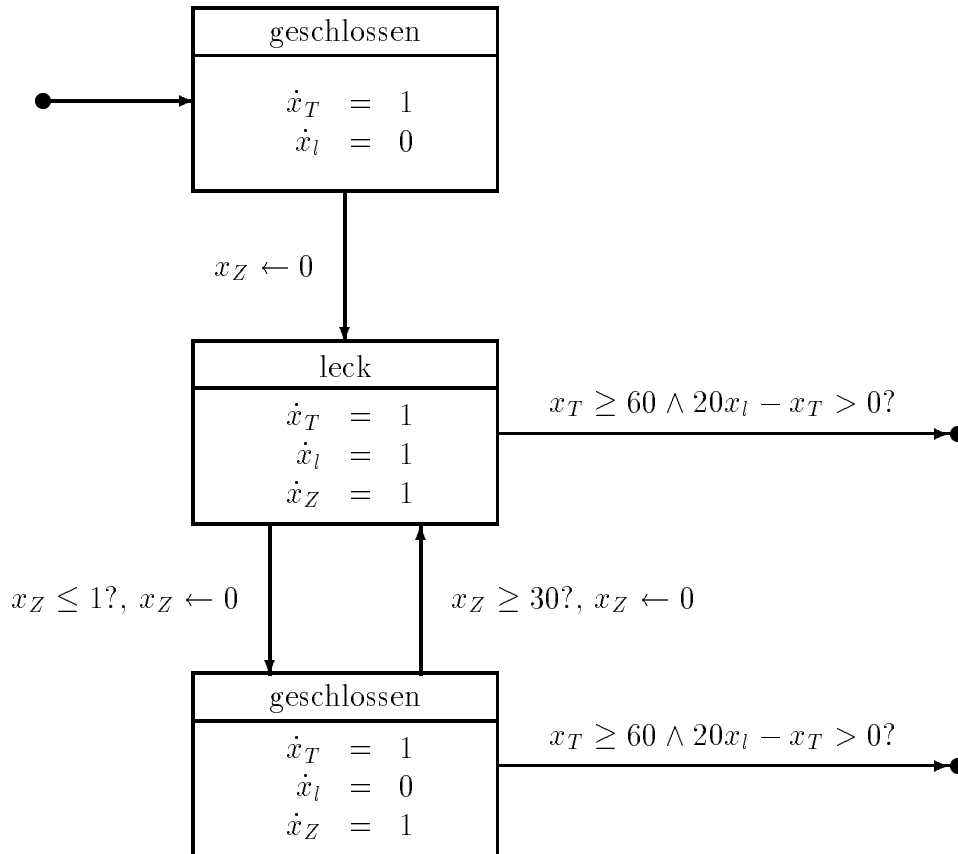 geschlossen
ẋ_T = 1
ẋ_l = 0
x_Z ← 0
leck
ẋ_T = 1
ẋ_l = 1
ẋ_Z = 1
x_T ≥ 60 ∧ 20x_l − x_T > 0?
x_Z ≤ 1?, x_Z ← 0
x_Z ≥ 30?, x_Z ← 0
geschlossen
ẋ_T = 1
ẋ_l = 0
ẋ_Z = 1
x_T ≥ 60 ∧ 20x_l − x_T > 0?